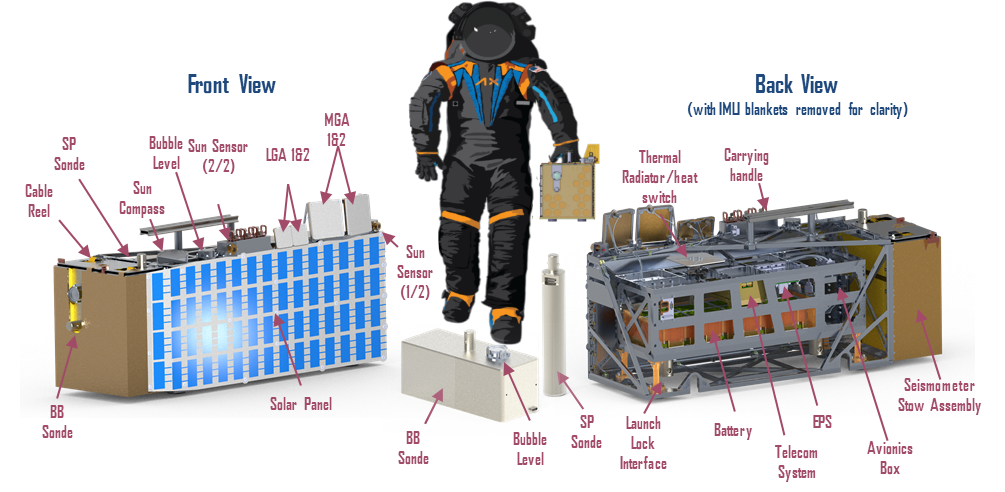 Front View
Back View
(with IMLI blankets removed for clarity)
MGA
1&2
SP
Sonde
Bubble
Level
Sun Sensor
(2/2)
LGA 1&2
Cable
Reel
Sun
Compass
Sun
Sensor
(1/2)
BB
Sonde
Solar Panel
AX
BB
Sonde
Bubble
Level
SP
Sonde
Thermal
Radiator/heat
switch
Carrying
handle
Launch
Lock
Interface
Battery
Telecom
System
EPS
Avionics
Box
Seismometer
Stow Assembly